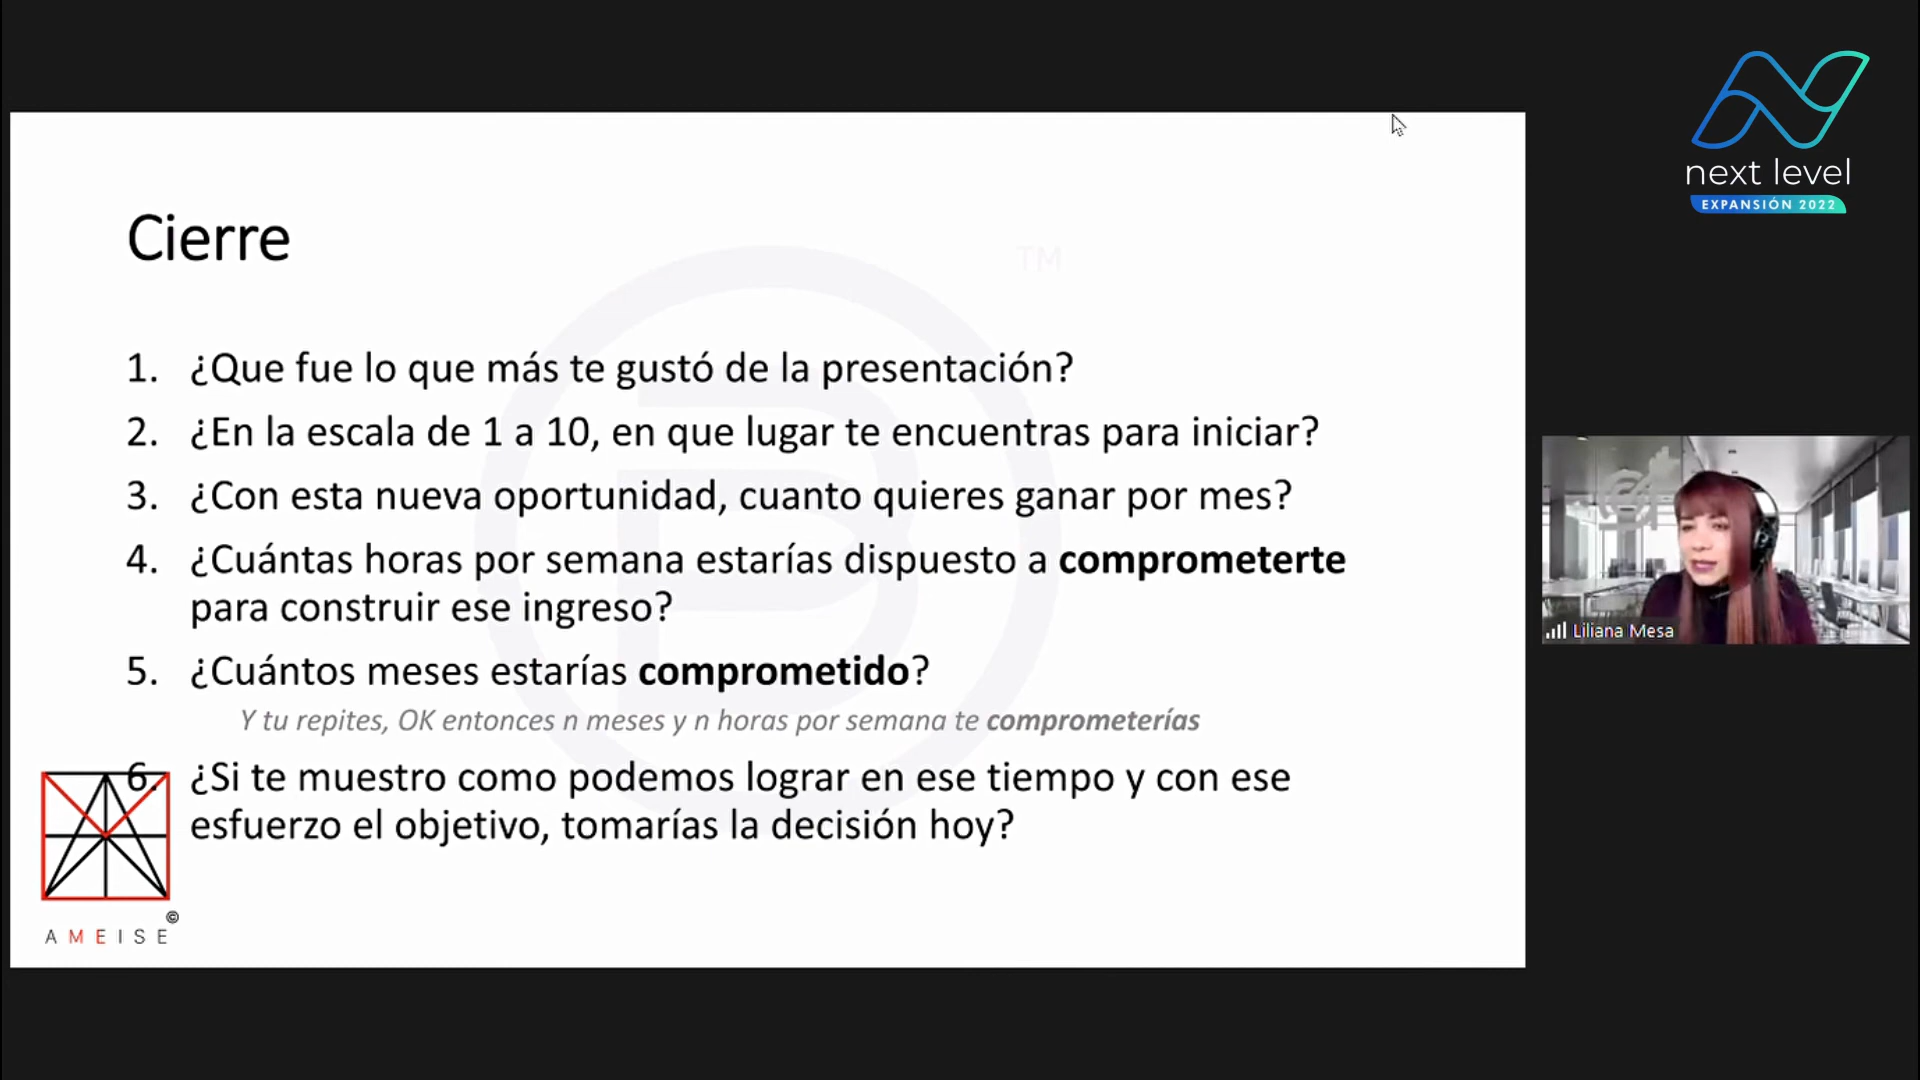 next level
EXPANSIÓN 2022
TM
Cierre
1. ¿Que fue lo que más te gustó de la presentación?
2. ¿En la escala de 1 a 10, en que lugar te encuentras para iniciar?
3. ¿Con esta nueva oportunidad, cuanto quieres ganar por mes?
4. ¿Cuántas horas por semana estarías dispuesto a comprometerte
para construir ese ingreso?
5. ¿Cuántos meses estarías comprometido?
Y tu repites, OK entonces n meses y n horas por semana te comprometerías
6. ¿Si te muestro como podemos lograr en ese tiempo y con ese
esfuerzo el objetivo, tomarías la decisión hoy?
©
AMEISE
Liliana Mesa